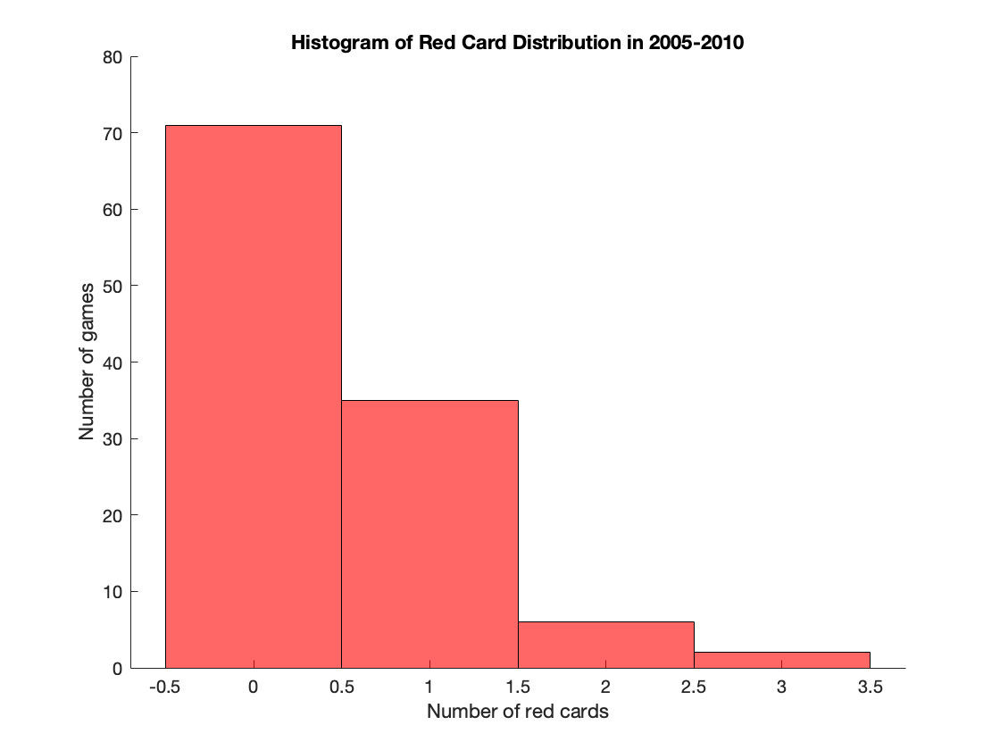 Histogram of Red Card Distribution in 2005-2010
80
70
60
50
40
30
20
10
0
Number of games
-0.5 0 0.5 1 1.5 2 2.5 3 3.5
Number of red cards